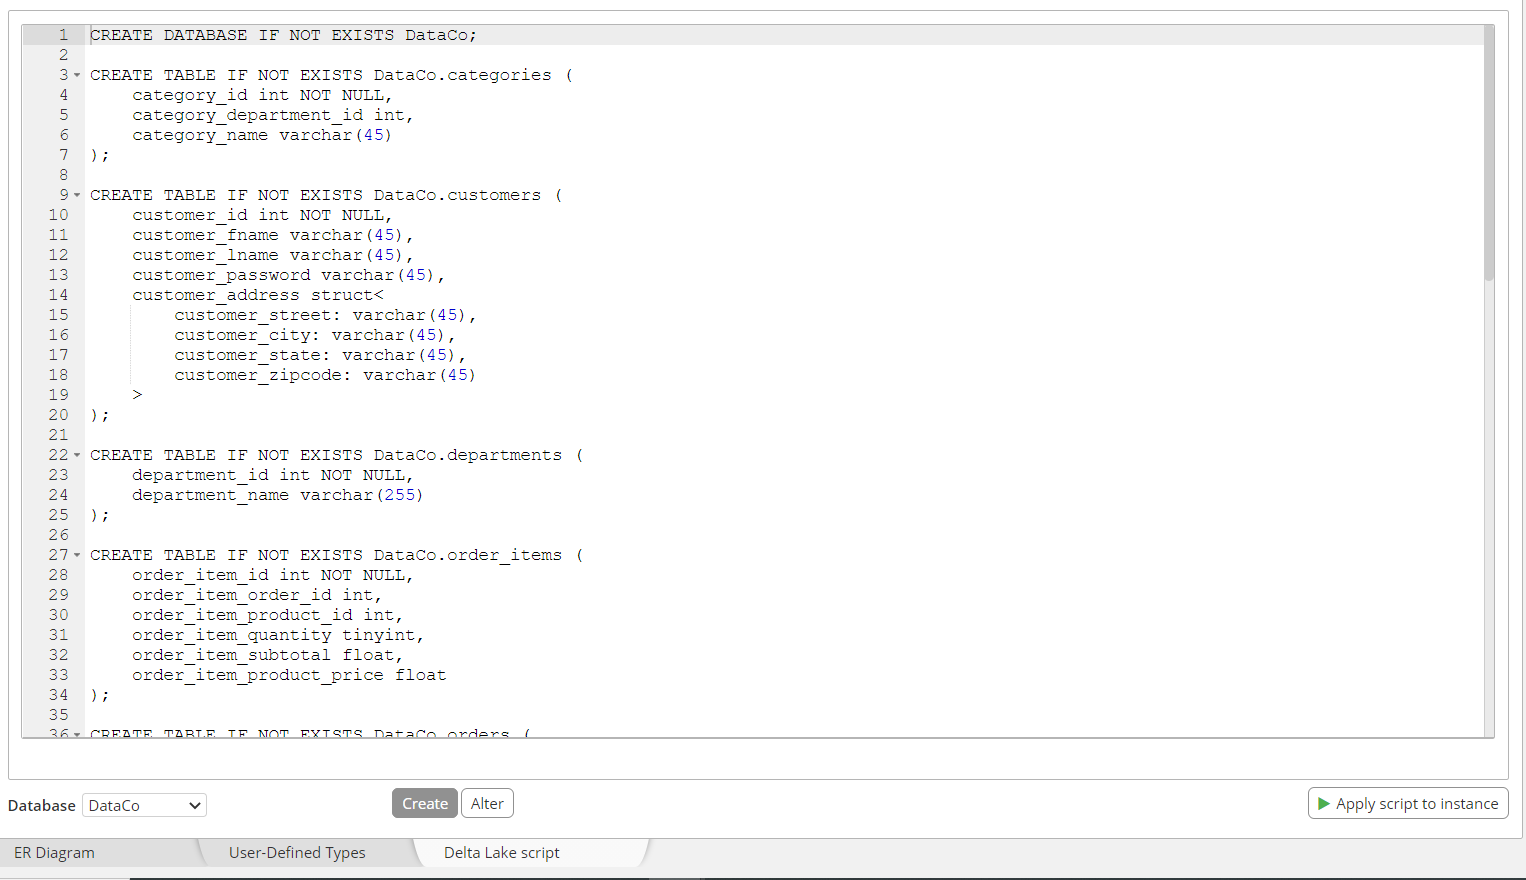 1 CREATE DATABASE IF NOT EXISTS DataCo;
2
3 CREATE TABLE IF NOT EXISTS DataCo.categories (
4 category_id int NOT NULL,
5 category_department_id int,
6 category_name varchar(45)
7 );
8
9 CREATE TABLE IF NOT EXISTS DataCo.customers (
10 customer_id int NOT NULL,
11 customer_fname varchar(45),
12 customer_lname varchar(45),
13 customer_password varchar(45),
14 customer_address struct<
15 customer_street: varchar(45),
16 customer_city: varchar(45),
17 customer_state: varchar(45),
18 customer_zipcode: varchar(45)
19 >
20 );
21
22 CREATE TABLE IF NOT EXISTS DataCo.departments (
23 department_id int NOT NULL,
24 department_name varchar(255)
25 );
26
27 CREATE TABLE IF NOT EXISTS DataCo.order_items (
28 order_item_id int NOT NULL,
29 order_item_order_id int,
30 order_item_product_id int,
31 order_item_quantity tinyint,
32 order_item_subtotal float,
33 order_item_product_price float
34 );
35
36 CREATE TABLE IF NOT EXISTS DataCo.orders (
Database DataCo Create Alter Apply script to instance
ER Diagram User-Defined Types Delta Lake script